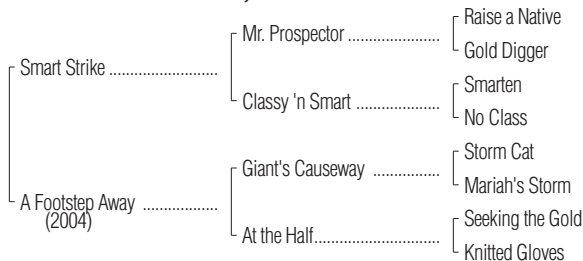 Raise a Native
Mr. Prospector ....................
Gold Digger
Smart Strike ........................
Smarten
Classy 'n Smart ..................
No Class
Storm Cat
Giant's Causeway ...............
Mariah's Storm
A Footstep Away .................
(2004)
Seeking the Gold
At the Half............................
Knitted Gloves